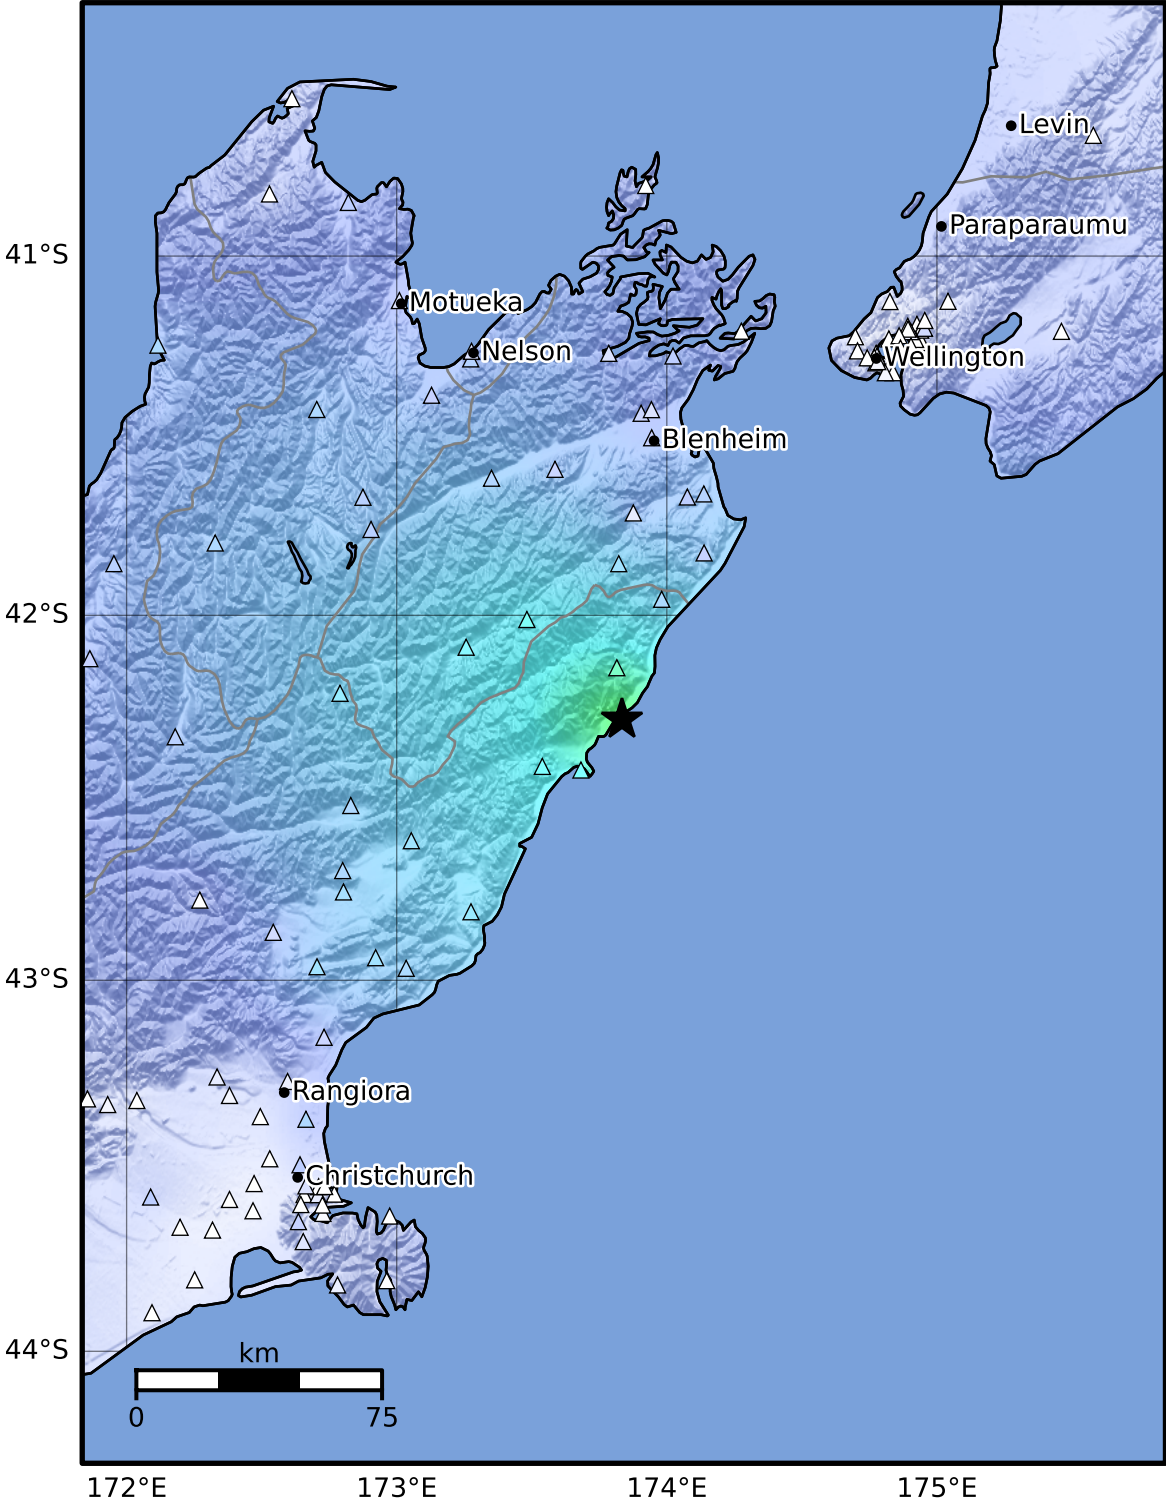 Levin
Paraparaumu
41°S
Motueka
Nelson
Wellington
Blenheim
42°S
43°S
Rangiora
Christchurch
44°S
km
0 75
172°E 173°E 174°E 175°E